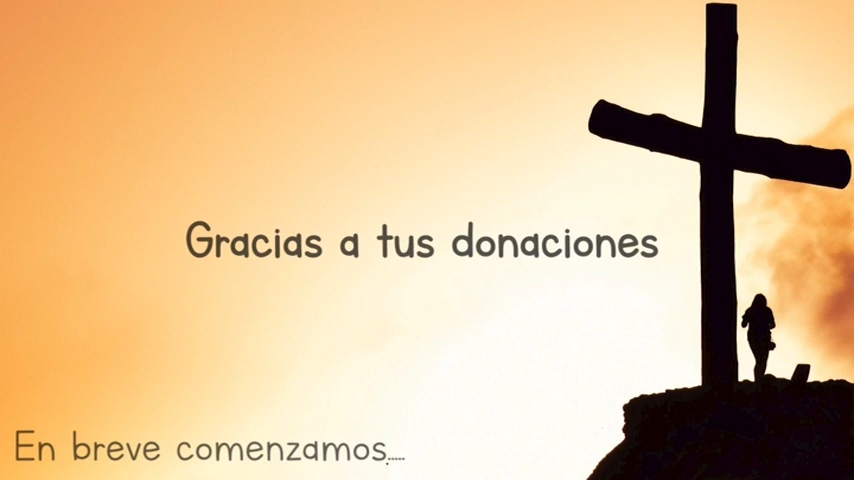 Gracias a tus donaciones
En breve comenzamos.....